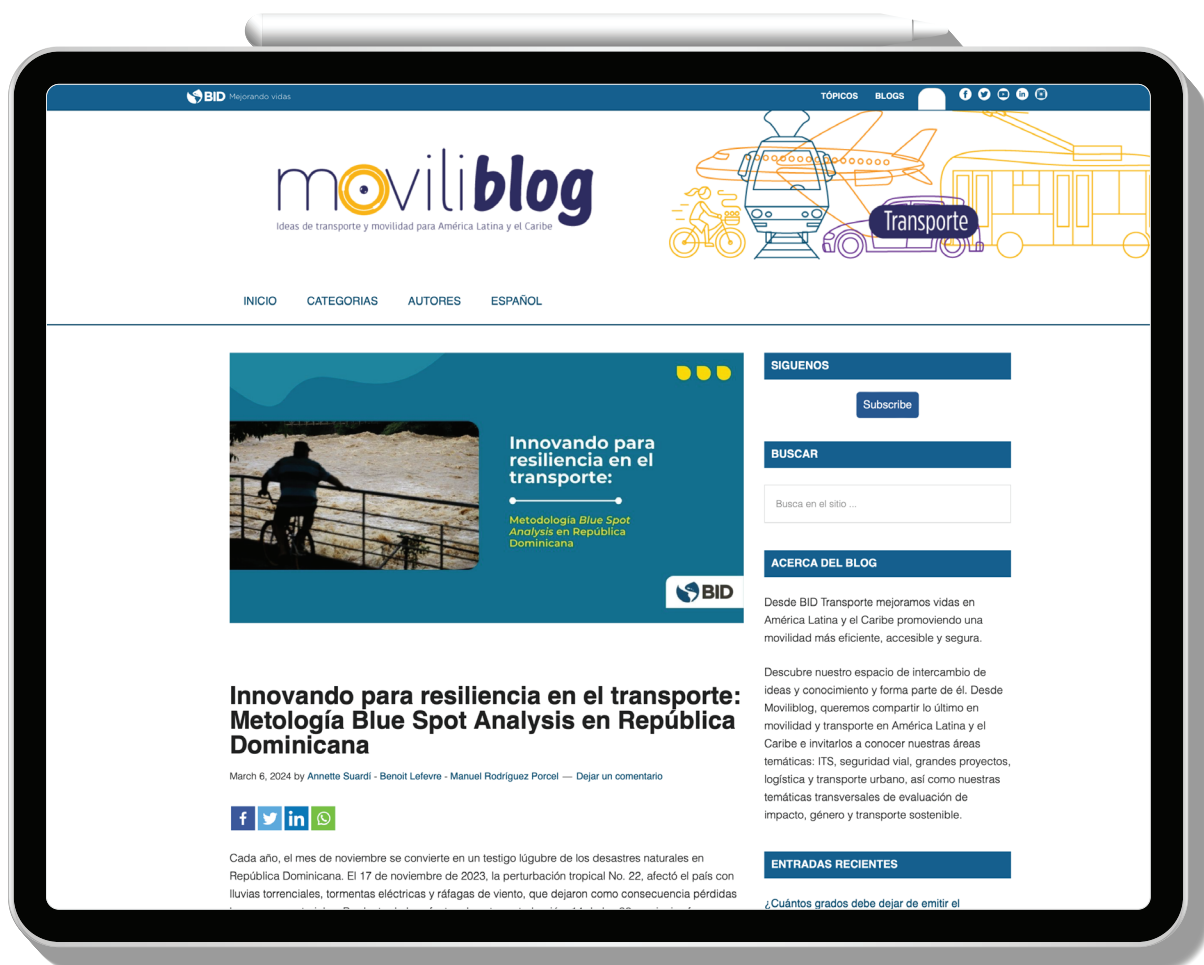 BID Mejorando vidas
TÓPICOS BLOGS
moviliblog
Ideas de transporte y movilidad para América Latina y el Caribe
Transporte
INICIO CATEGORIAS AUTORES ESPAÑOL
Innovando para
resiliencia en el
transporte:
Metodología Blue Spot
Analysis en República
Dominicana
BID
Innovando para resiliencia en el transporte:
Metología Blue Spot Analysis en República
Dominicana
March 6, 2024 by Annette Suardi - Benoit Lefevre - Manuel Rodríguez Porcel — Dejar un comentario
Cada año, el mes de noviembre se convierte en un testigo lúgubre de los desastres naturales en
República Dominicana. El 17 de noviembre de 2023, la perturbación tropical No. 22, afectó el país con
lluvias torrenciales, tormentas eléctricas y ráfagas de viento, que dejaron como consecuencia pérdidas
SIGUENOS
Subscribe
BUSCAR
Busca en el sitio ...
ACERCA DEL BLOG
Desde BID Transporte mejoramos vidas en
América Latina y el Caribe promoviendo una
movilidad más eficiente, accesible y segura.
Descubre nuestro espacio de intercambio de
ideas y conocimiento y forma parte de él. Desde
Moviliblog, queremos compartir lo último en
movilidad y transporte en América Latina y el
Caribe e invitarlos a conocer nuestras áreas
temáticas: ITS, seguridad vial, grandes proyectos,
logística y transporte urbano, así como nuestras
temáticas transversales de evaluación de
impacto, género y transporte sostenible.
ENTRADAS RECIENTES
¿Cuántos grados debe dejar de emitir el